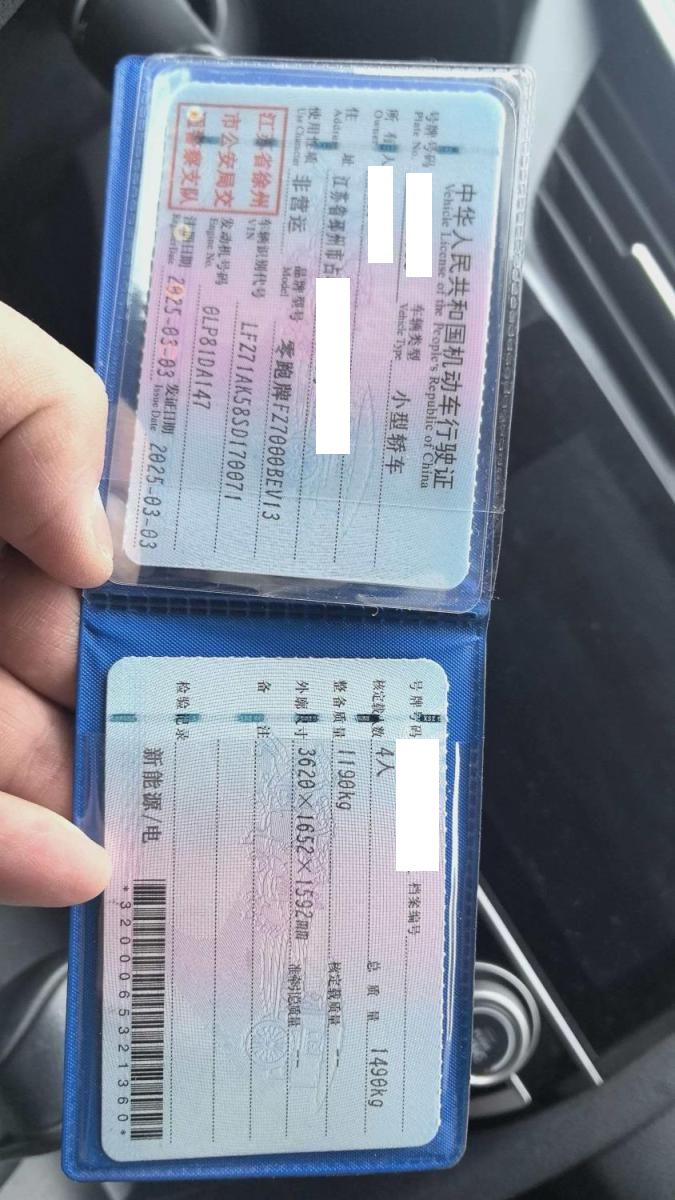 中华人民共和国机动车行驶证
Vehicle License of the People's Republic of China
号牌号码
Plate No.
车辆类型
Vehicle Type
小型轿车
所有人
Owner
住址
Address
江苏省邳州市占
使用性质
Use Character
非营运
品牌型号
Model
零跑牌FZ7000BEV13
江苏省徐州
市公安局交
通警察支队
车辆识别代号
VIN
LFZ71AK58SD170071
发动机号码
Engine No.
0LP81DA147
注册日期
Register Date
2025-03-03
发证日期
Issue Date
2025-03-03
号牌号码
档案编号
核定载人数
4人
总质量
1490kg
整备质量
1190kg
核定载质量
--
外廓尺寸
3620×1652×1592mm
准牵引总质量
--
备注
检验记录
新能源/电
*3200065321360*